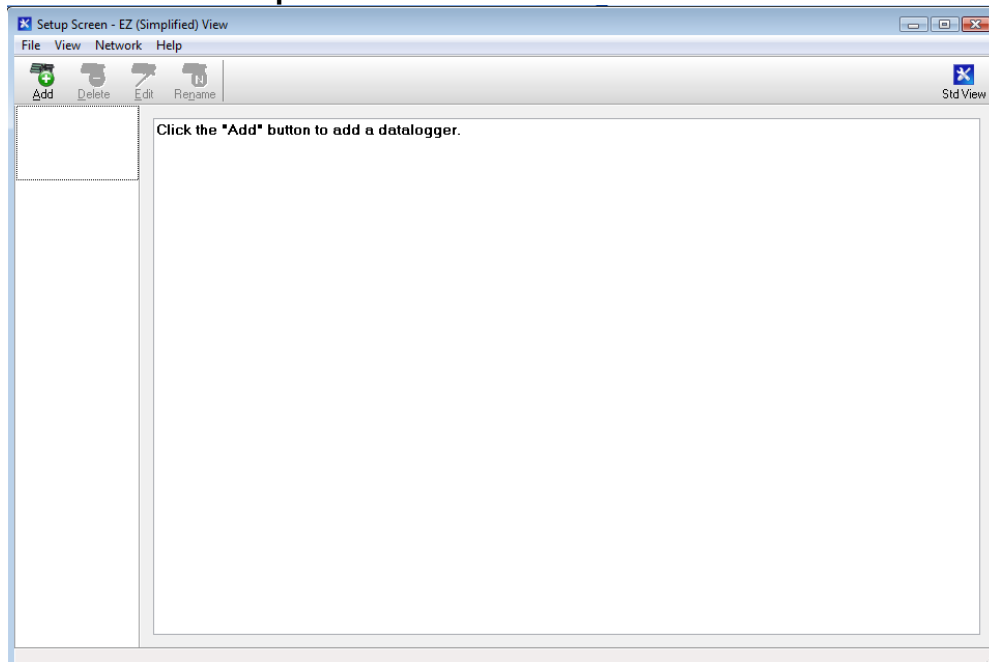 Setup Screen - EZ (Simplified) View
File View Network Help
Add Delete Edit Rename Std View
Click the "Add" button to add a datalogger.